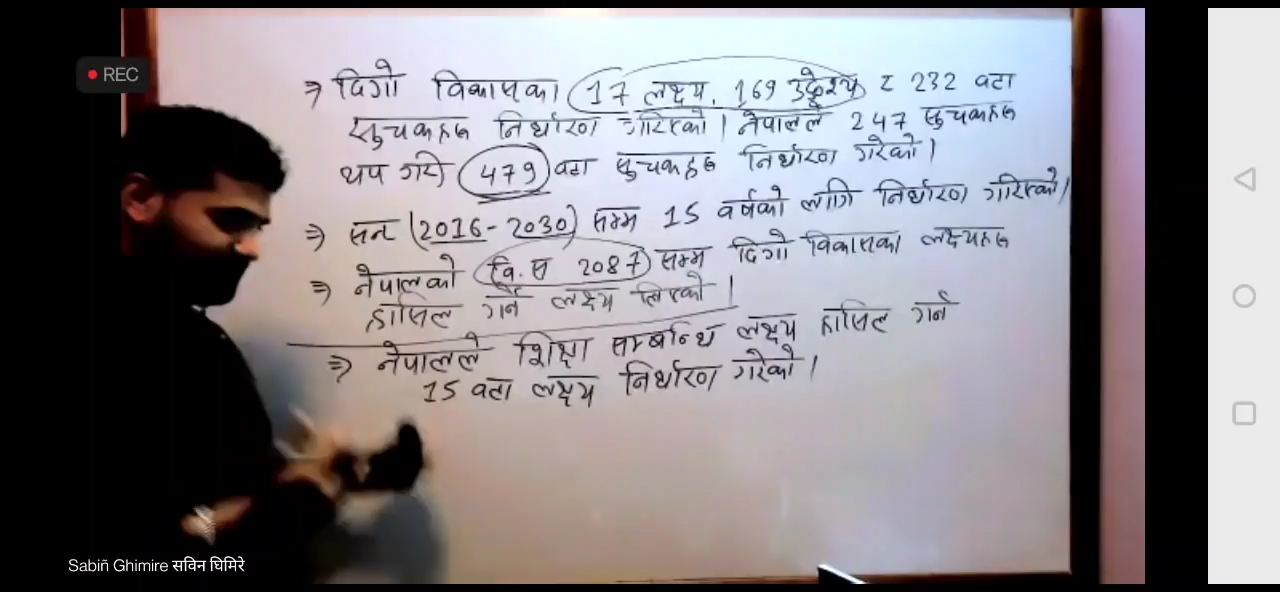 REC
⇒ दिगो विकासका 17 लक्ष्य, 169 उद्देश्य र 232 वटा
सुचकहरु निर्धारण गरिएको। नेपालले 247 सुचकहरु
थप गरी 479 वटा सुचकहरु निर्धारण गरेको।
⇒ सन (2016-2030) सम्म 15 वर्षको लागि निर्धारण गरिएको।
⇒ नेपालको वि.स 2087 सम्म दिगो विकासका लक्ष्यहरु
हासिल गर्ने लक्ष्य लिएको।
⇒ नेपालले शिक्षा सम्बन्धि लक्ष्य हासिल गर्न
15 वटा लक्ष्य निर्धारण गरेको।
Sabiñ Ghimire सविन घिमिरे